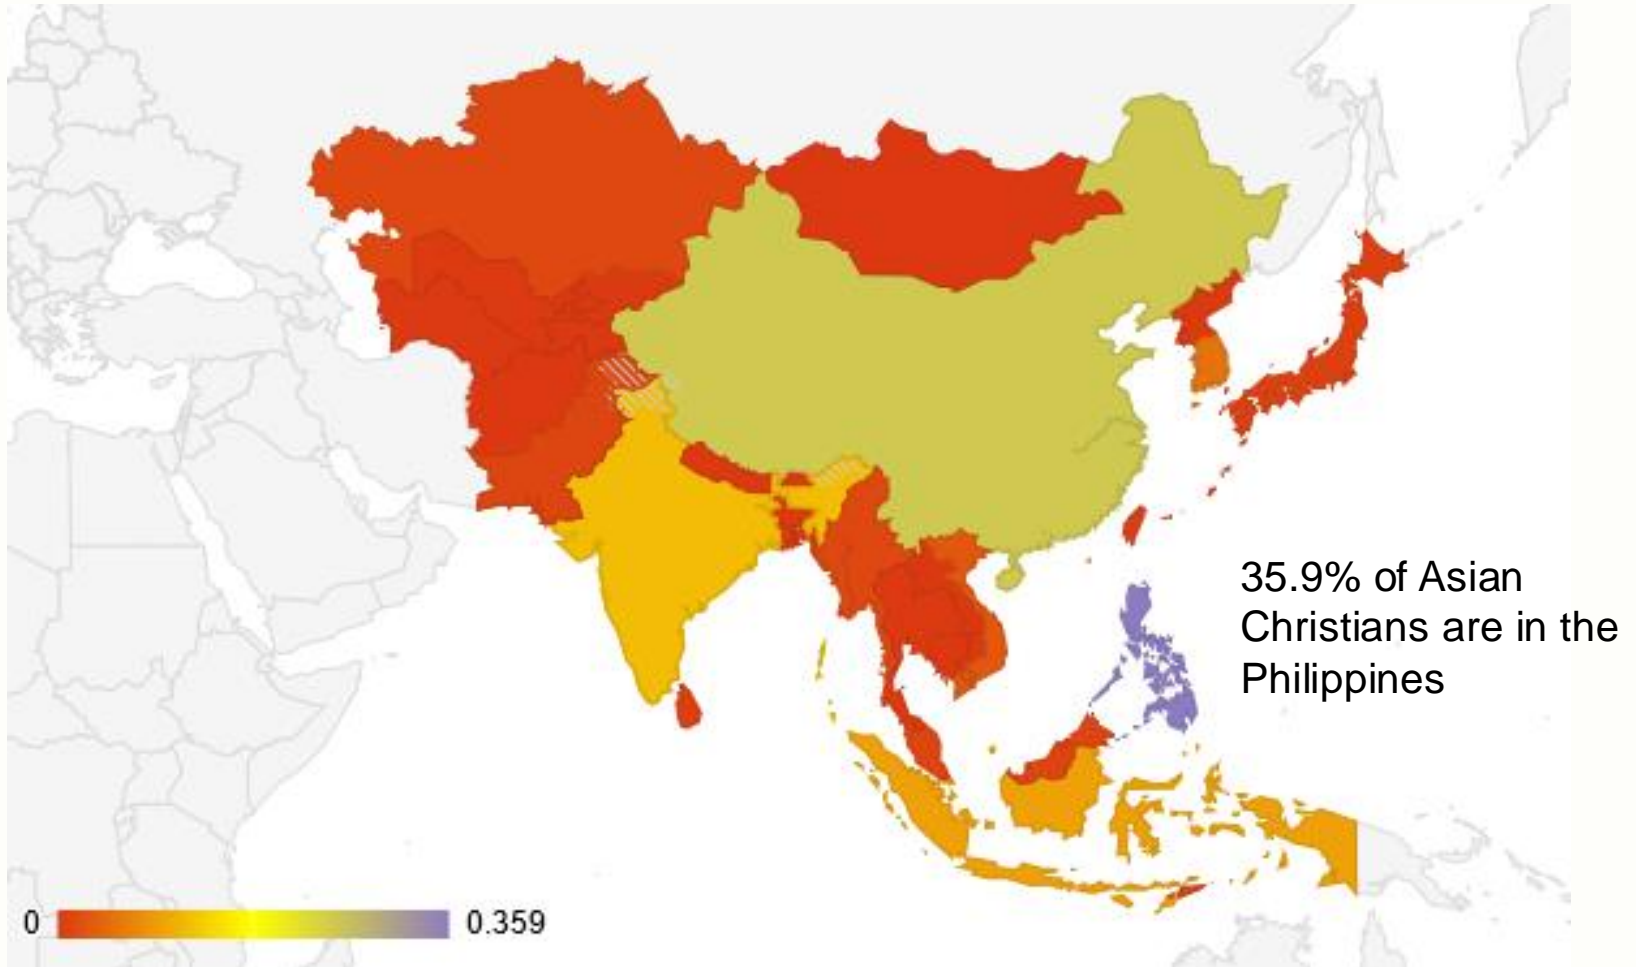 35.9% of Asian
Christians are in the
Philippines
0
0.359